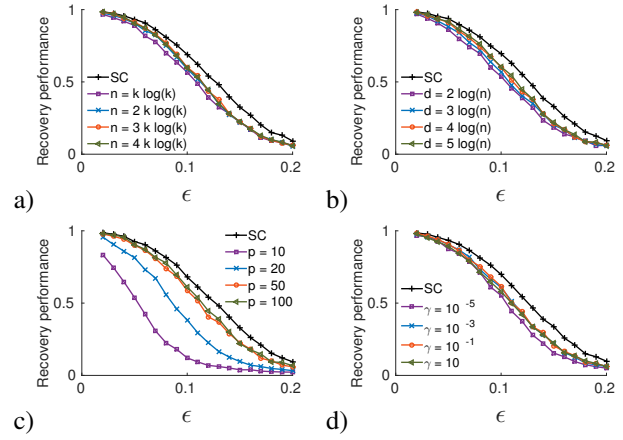 Recovery performance
1
0.5
0
SC
n = k log(k)
n = 2 k log(k)
n = 3 k log(k)
n = 4 k log(k)
0 0.1 0.2
ϵ
a)
Recovery performance
1
0.5
0
SC
d = 2 log(n)
d = 3 log(n)
d = 4 log(n)
d = 5 log(n)
0 0.1 0.2
ϵ
b)
Recovery performance
1
0.5
0
SC
p = 10
p = 20
p = 50
p = 100
0 0.1 0.2
ϵ
c)
Recovery performance
1
0.5
0
SC
γ = 10 -5
γ = 10 -3
γ = 10 -1
γ = 10
0 0.1 0.2
ϵ
d)